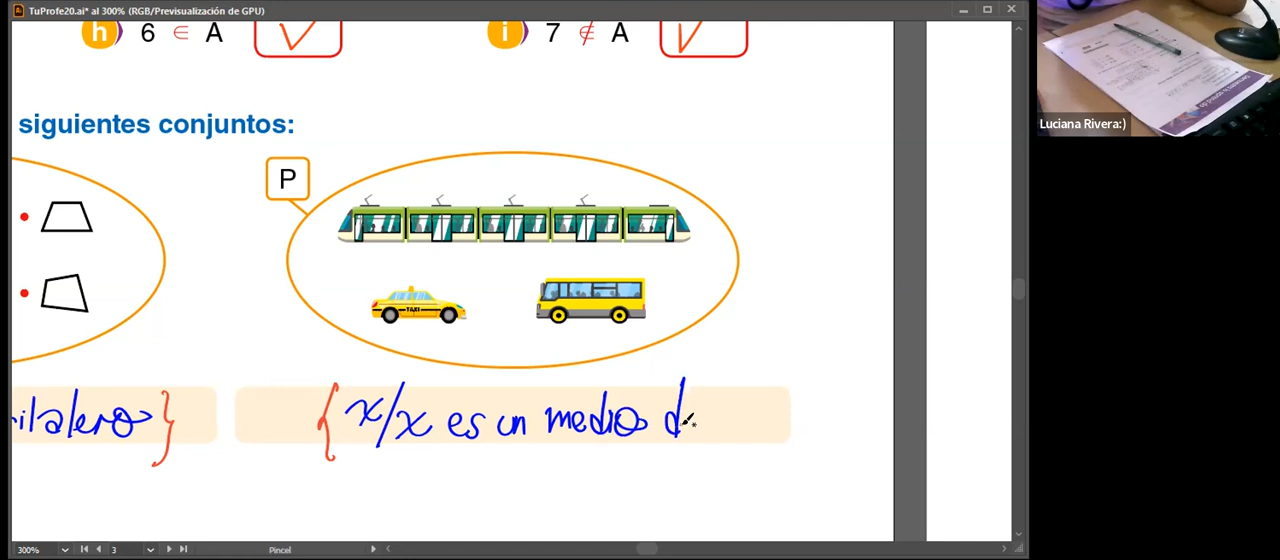 TuProfe20.ai* al 300% (RGB/Previsualización de GPU)
h) 6 ∈ A
i) 7 ∉ A
siguientes conjuntos:
P
TAXI
ilalero}
{x/x es un medio d
Luciana Rivera:)
300% 3 Pincel